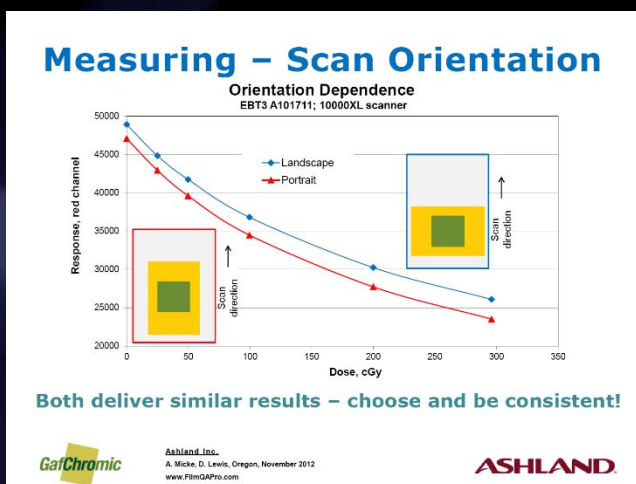 Measuring – Scan Orientation
Orientation Dependence
EBT3 A101711; 10000XL scanner
Response, red channel
50000
45000
40000
35000
30000
25000
20000
Landscape
Portrait
Scan direction
Scan direction
0
50
100
150
200
250
300
350
Dose, cGy
Both deliver similar results – choose and be consistent!
GafChromic
Ashland Inc.
A. Micke, D. Lewis, Oregon, November 2012
www.FilmQAPro.com
ASHLAND